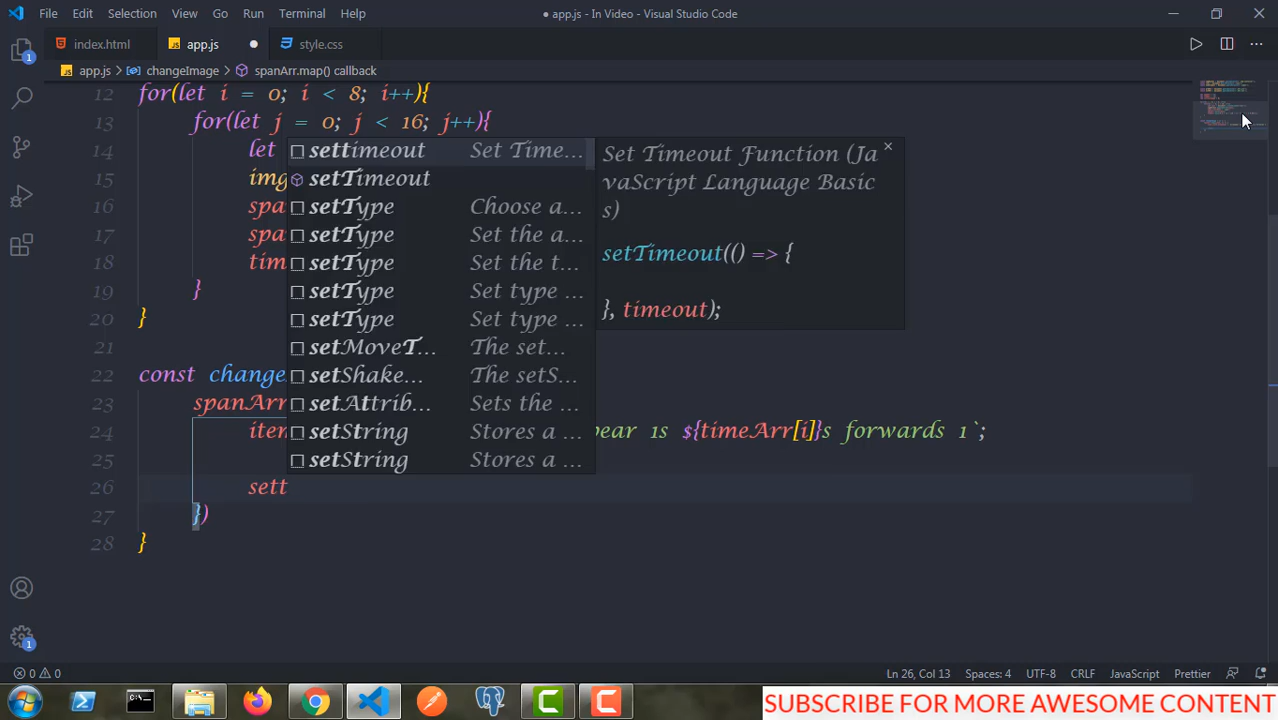 File Edit Selection View Go Run Terminal Help
● app.js - In Video - Visual Studio Code
index.html app.js ● style.css
app.js > changeImage > spanArr.map() callback
12 for(let i = 0; i < 8; i++){
13 for(let j = 0; j < 16; j++){
14 let
15 img
16 spa
17 spa
18 tim
19 }
20 }
21
22 const change
23 spanArr
24 item pear 1s ${timeArr[i]}s forwards 1`;
25
26 sett
27 })
28 }
settimeout Set Time...
setTimeout
setType Choose a...
setType Set the a...
setType Set the t...
setType Set type ...
setType Set type ...
setMoveT... The set...
setShake... The setS...
setAttrib... Sets the ...
setString Stores a ...
setString Stores a ...
Set Timeout Function (Ja
vaScript Language Basic
s)
setTimeout(() => {
}, timeout);
1
1
0 0
Ln 26, Col 13 Spaces: 4 UTF-8 CRLF JavaScript Prettier
SUBSCRIBE FOR MORE AWESOME CONTENT